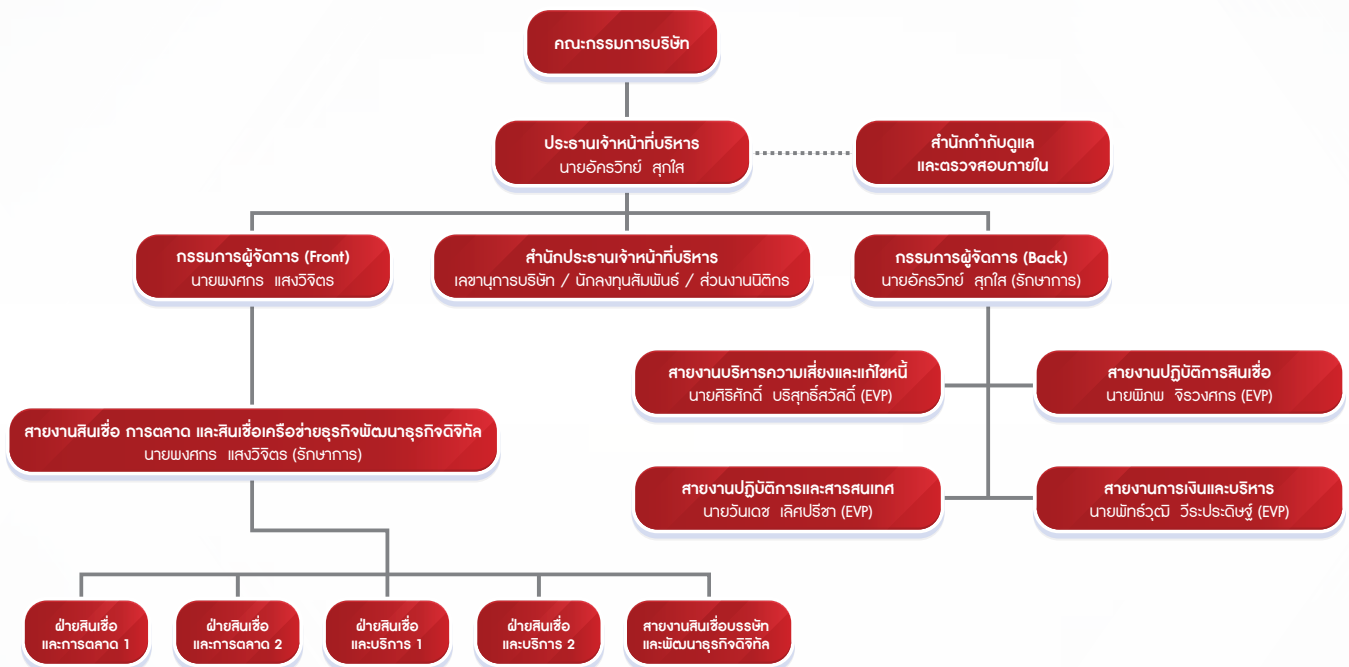 คณะกรรมการบริษัท
ประธานเจ้าหน้าที่บริหาร
นายอัครวิทย์ สุกใส
สำนักกำกับดูแล
และตรวจสอบภายใน
กรรมการผู้จัดการ (Front)
นายพงศกร แสงวิจิตร
สำนักประธานเจ้าหน้าที่บริหาร
เลขานุการบริษัท / นักลงทุนสัมพันธ์ / ส่วนงานนิติกร
กรรมการผู้จัดการ (Back)
นายอัครวิทย์ สุกใส (รักษาการ)
สายงานบริหารความเสี่ยงและแก้ไขหนี้
นายศิริศักดิ์ บริสุทธิ์สวัสดิ์ (EVP)
สายงานปฏิบัติการสินเชื่อ
นายพิภพ จิรวงศกร (EVP)
สายงานสินเชื่อ การตลาด และสินเชื่อเครือข่ายธุรกิจพัฒนาธุรกิจดิจิทัล
นายพงศกร แสงวิจิตร (รักษาการ)
สายงานปฏิบัติการและสารสนเทศ
นายวันเดช เลิศปรีชา (EVP)
สายงานการเงินและบริหาร
นายพัทธ์วุฒิ วีระประดิษฐ์ (EVP)
ฝ่ายสินเชื่อ
และการตลาด 1
ฝ่ายสินเชื่อ
และการตลาด 2
ฝ่ายสินเชื่อ
และบริการ 1
ฝ่ายสินเชื่อ
และบริการ 2
สายงานสินเชื่อบรรษัท
และพัฒนาธุรกิจดิจิทัล